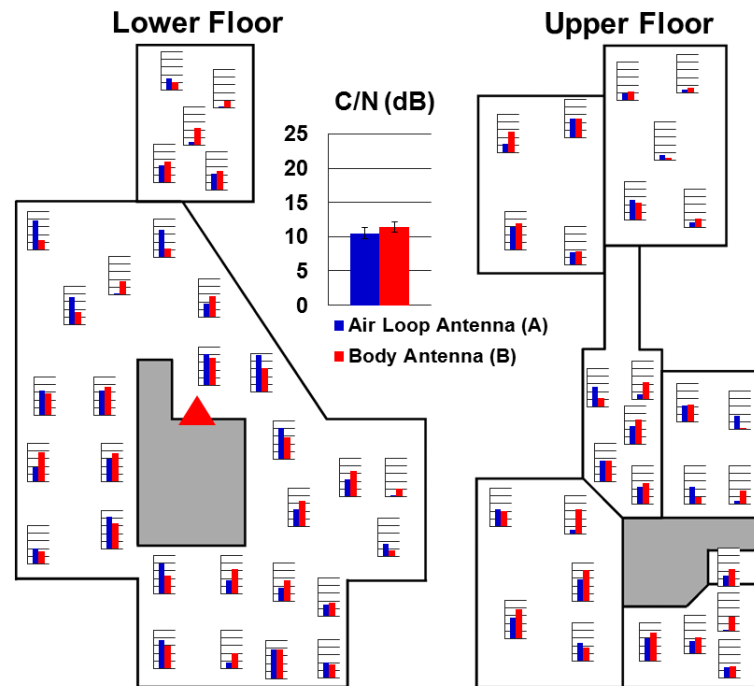 Lower Floor
Upper Floor
C/N (dB)
25
20
15
10
5
0
Air Loop Antenna (A)
Body Antenna (B)